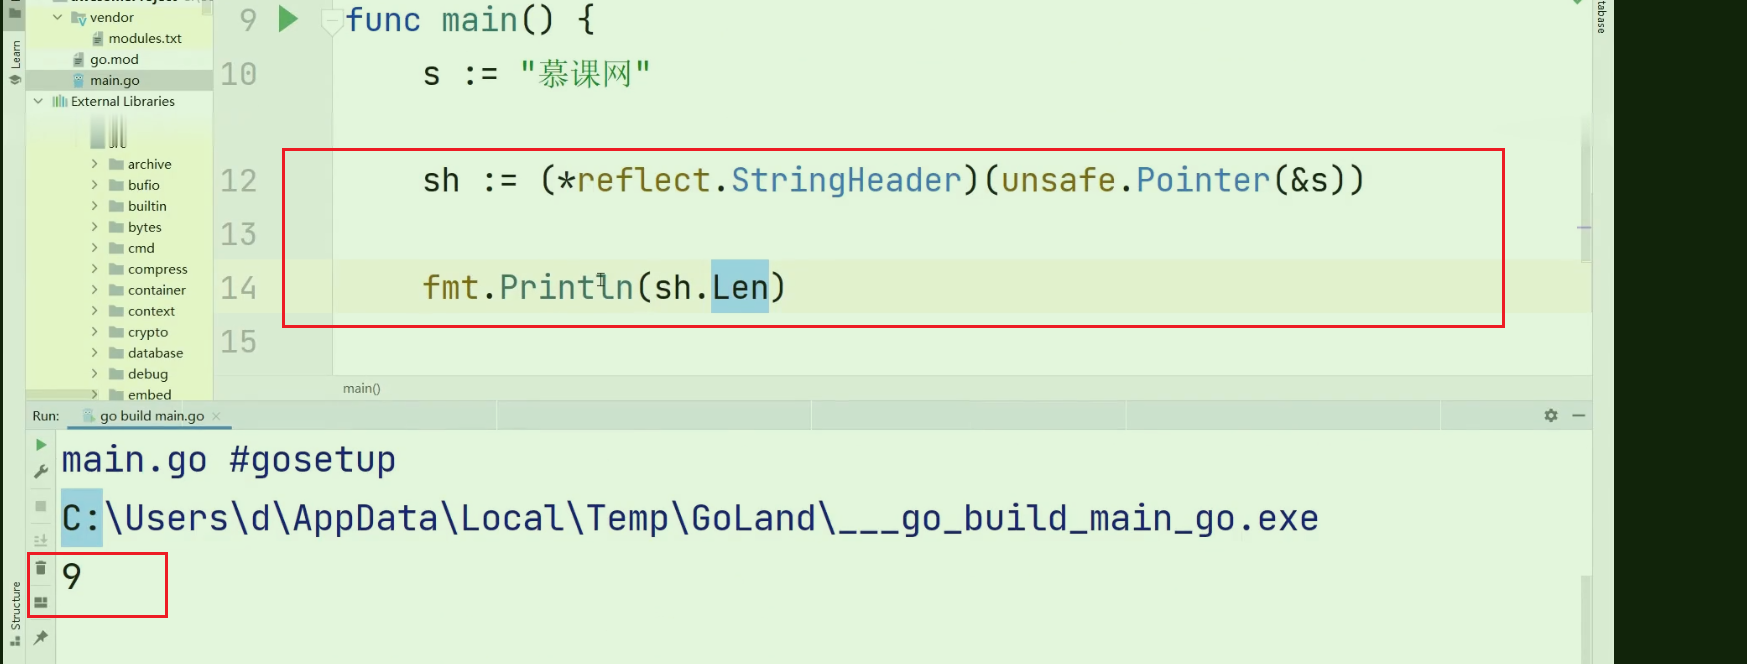 vendor
modules.txt
go.mod
main.go
External Libraries
archive
bufio
builtin
bytes
cmd
compress
container
context
crypto
database
debug
embed
Learn
Structure
9 func main() {
10 s := "慕课网"
12 sh := (*reflect.StringHeader)(unsafe.Pointer(&s))
13
14 fmt.Println(sh.Len)
15
main()
tabase
Run: go build main.go
main.go #gosetup
C:\Users\d\AppData\Local\Temp\GoLand\___go_build_main_go.exe
9